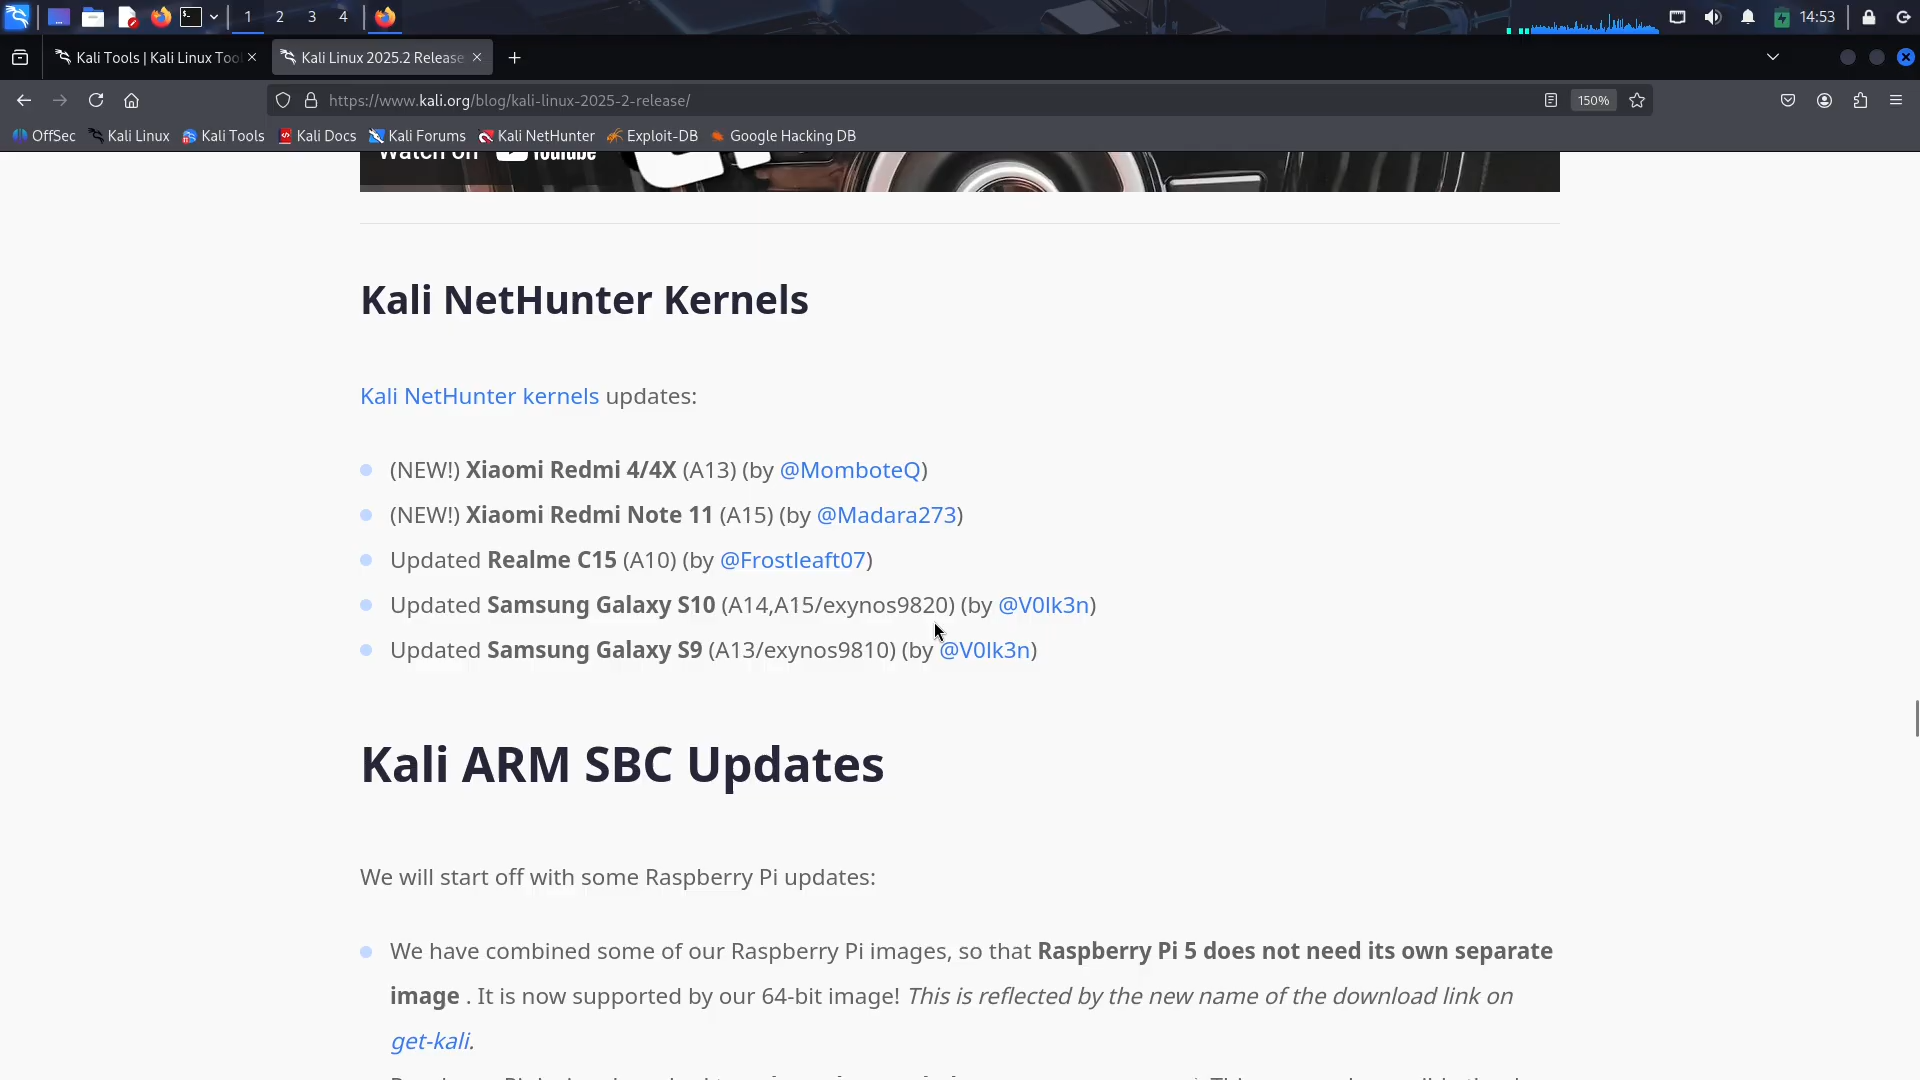 1 2 3 4 14:53
Kali Tools | Kali Linux Too
Kali Linux 2025.2 Release
https://www.kali.org/blog/kali-linux-2025-2-release/ 150%
OffSec Kali Linux Kali Tools Kali Docs Kali Forums Kali NetHunter Exploit-DB Google Hacking DB
Watch on YouTube
Kali NetHunter Kernels
Kali NetHunter kernels updates:
(NEW!) Xiaomi Redmi 4/4X (A13) (by @MomboteQ)
(NEW!) Xiaomi Redmi Note 11 (A15) (by @Madara273)
Updated Realme C15 (A10) (by @Frostleaft07)
Updated Samsung Galaxy S10 (A14,A15/exynos9820) (by @V0lk3n)
Updated Samsung Galaxy S9 (A13/exynos9810) (by @V0lk3n)
Kali ARM SBC Updates
We will start off with some Raspberry Pi updates:
We have combined some of our Raspberry Pi images, so that Raspberry Pi 5 does not need its own separate
image . It is now supported by our 64-bit image! This is reflected by the new name of the download link on
get-kali.